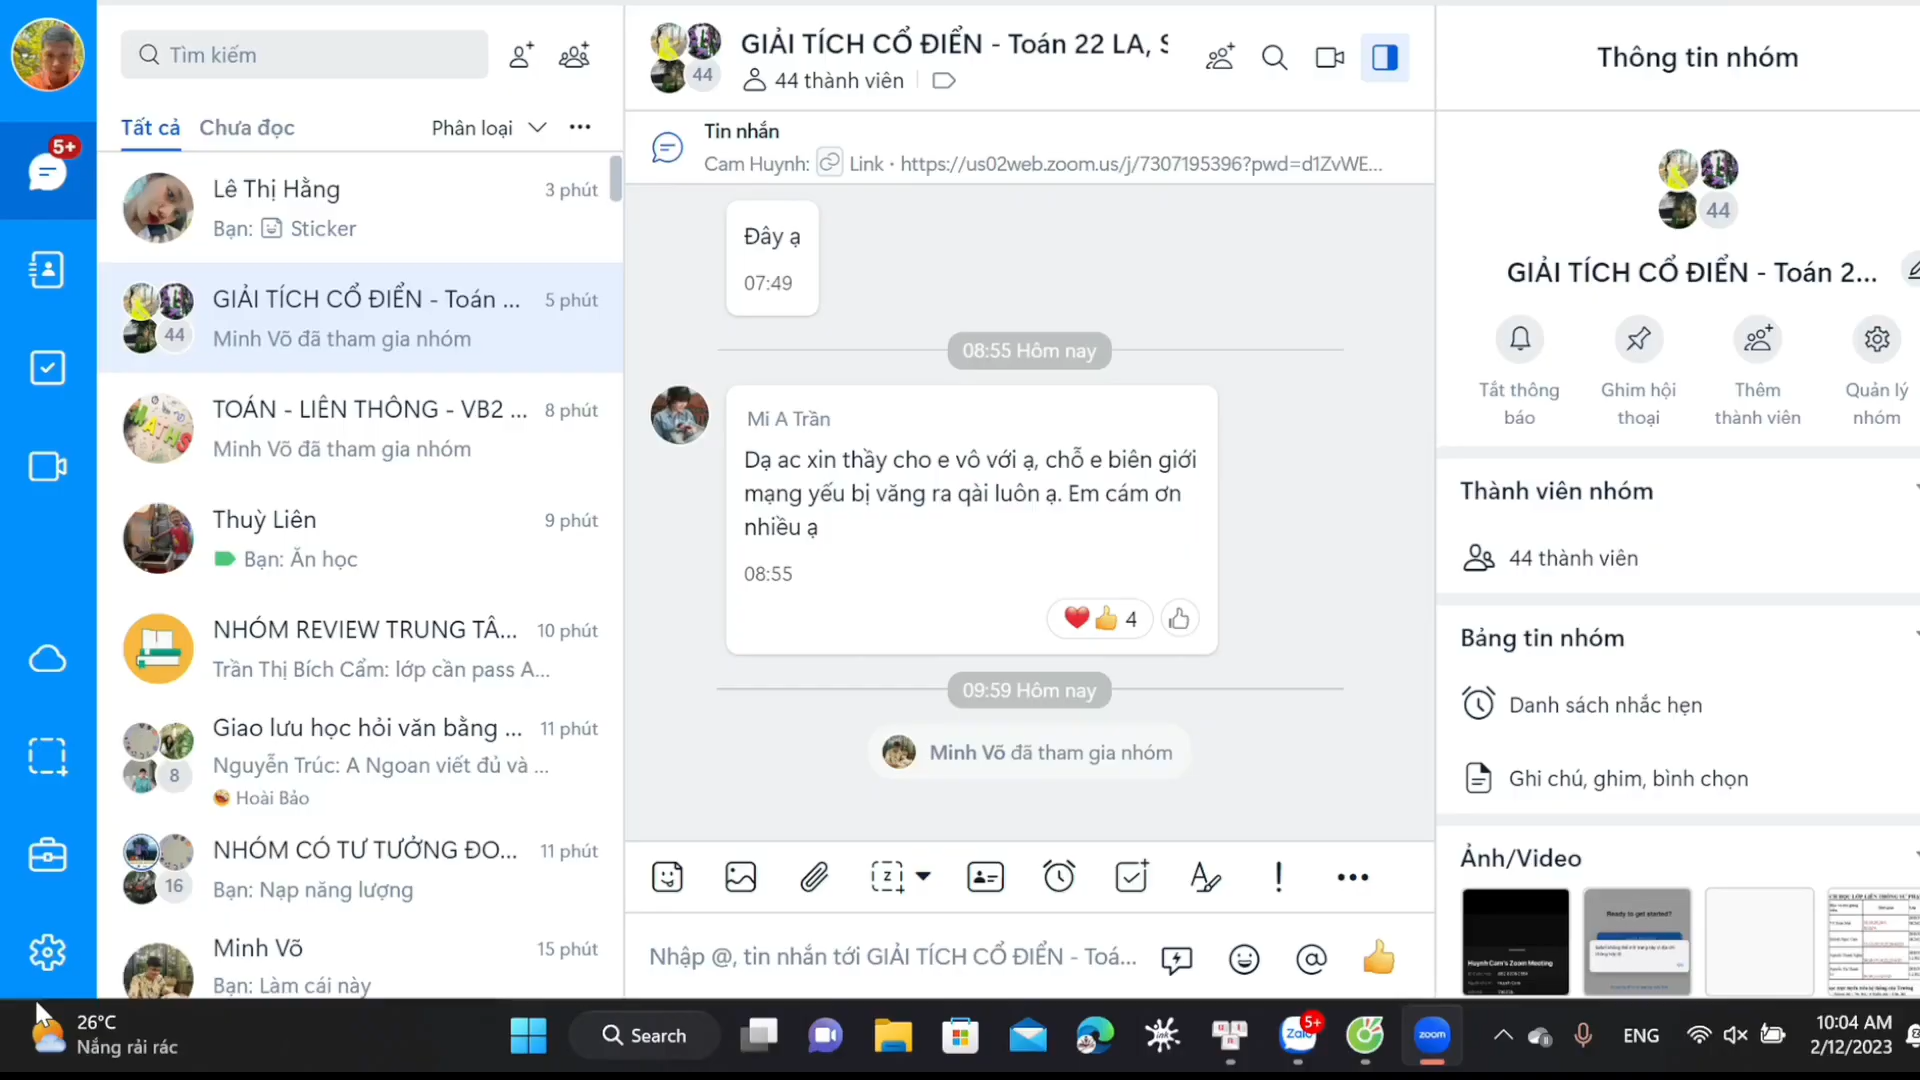 Tìm kiếm
Tất cả
Chưa đọc
Phân loại
5+
Lê Thị Hằng
3 phút
Bạn: Sticker
GIẢI TÍCH CỔ ĐIỂN - Toán ...
5 phút
44
Minh Võ đã tham gia nhóm
TOÁN - LIÊN THÔNG - VB2 ...
8 phút
MATHS
Minh Võ đã tham gia nhóm
Thuỳ Liên
9 phút
Bạn: Ăn học
NHÓM REVIEW TRUNG TÂ...
10 phút
Trần Thị Bích Cẩm: lớp cần pass A...
Giao lưu học hỏi văn bằng ...
11 phút
8
Nguyễn Trúc: A Ngoan viết đủ và ...
Hoài Bảo
NHÓM CÓ TƯ TƯỞNG ĐO...
11 phút
16
Bạn: Nạp năng lượng
Minh Võ
15 phút
Bạn: Làm cái này
GIẢI TÍCH CỔ ĐIỂN - Toán 22 LA, S
44
44 thành viên
Tin nhắn
Cam Huynh: Link · https://us02web.zoom.us/j/7307195396?pwd=d1ZvWE...
Đây ạ
07:49
08:55 Hôm nay
Mi A Trần
Dạ ac xin thầy cho e vô với ạ, chỗ e biên giới
mạng yếu bị văng ra qài luôn ạ. Em cám ơn
nhiều ạ
08:55
4
09:59 Hôm nay
Minh Võ đã tham gia nhóm
Nhập @, tin nhắn tới GIẢI TÍCH CỔ ĐIỂN - Toá...
Thông tin nhóm
44
GIẢI TÍCH CỔ ĐIỂN - Toán 2...
Tắt thông
báo
Ghim hội
thoại
Thêm
thành viên
Quản lý
nhóm
Thành viên nhóm
44 thành viên
Bảng tin nhóm
Danh sách nhắc hẹn
Ghi chú, ghim, bình chọn
Ảnh/Video
Huynh Cam's Zoom Meeting
Ready to get started?
26°C
Nắng rải rác
Search
Zalo
5+
zoom
ENG
10:04 AM
2/12/2023